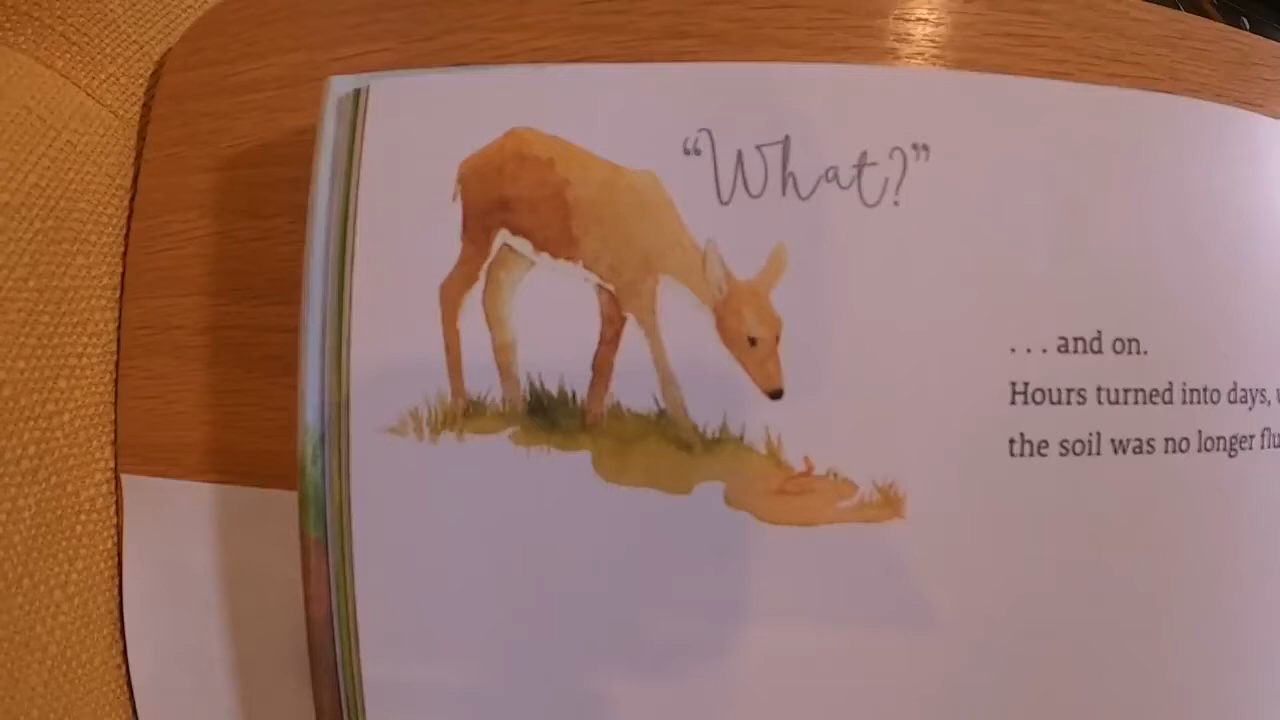 “What?”
. . . and on.
Hours turned into days,
the soil was no longer